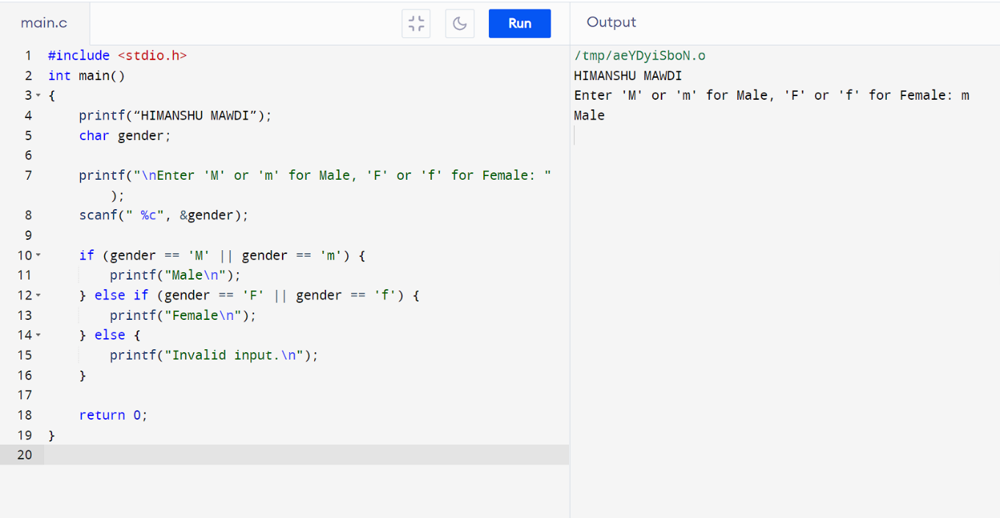 main.c
Run
Output
1 #include <stdio.h>
2 int main()
3 {
4     printf(“HIMANSHU MAWDI”);
5     char gender;
6
7     printf("\nEnter 'M' or 'm' for Male, 'F' or 'f' for Female: "
        );
8     scanf(" %c", &gender);
9
10     if (gender == 'M' || gender == 'm') {
11         printf("Male\n");
12     } else if (gender == 'F' || gender == 'f') {
13         printf("Female\n");
14     } else {
15         printf("Invalid input.\n");
16     }
17
18     return 0;
19 }
20
/tmp/aeYDyiSboN.o
HIMANSHU MAWDI
Enter 'M' or 'm' for Male, 'F' or 'f' for Female: m
Male